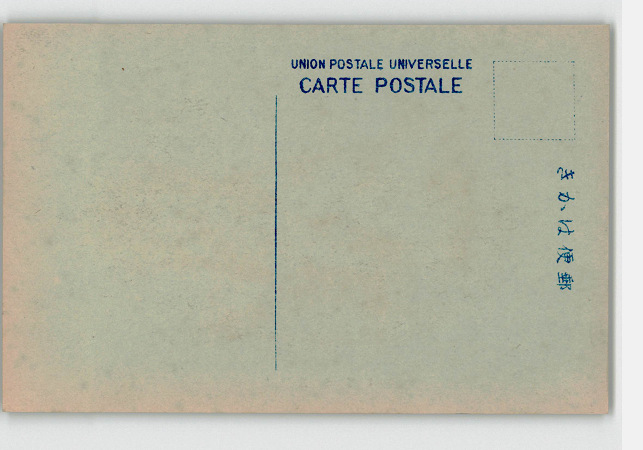 UNION POSTALE UNIVERSELLE
CARTE POSTALE
郵便はかき